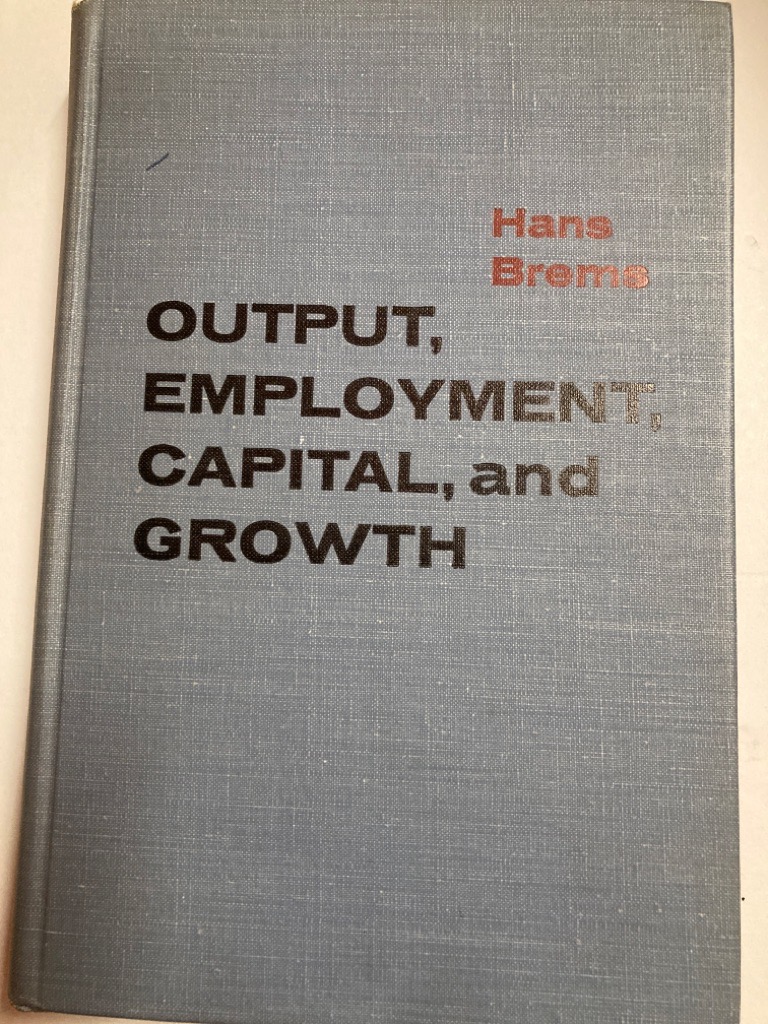 Hans
Brems
OUTPUT,
EMPLOYMENT,
CAPITAL, and
GROWTH